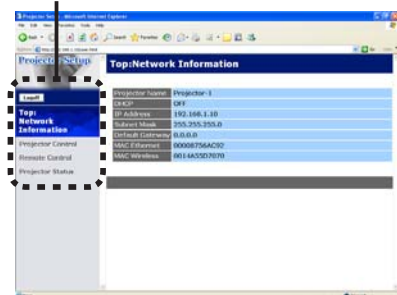 Projector Setup
Top:Network Information
Logoff
Top:
Network
Information
Projector Control
Remote Control
Projector Status
Projector Name Projector-1
DHCP OFF
IP Address 192.168.1.10
Subnet Mask 255.255.255.0
Default Gateway 0.0.0.0
MAC Ethernet 00008756AC92
MAC Wireless 0014A55D7070